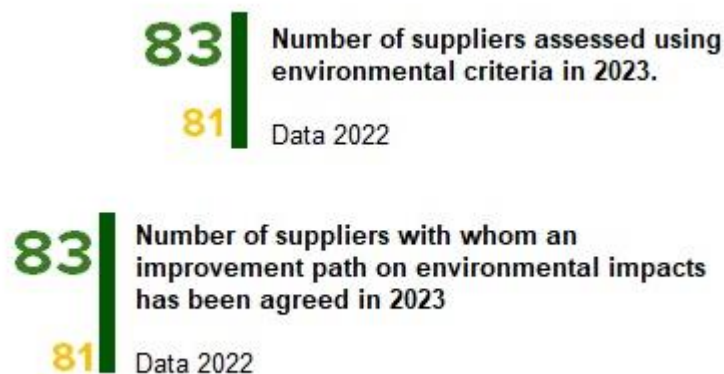 83
Number of suppliers assessed using
environmental criteria in 2023.
81
Data 2022
83
Number of suppliers with whom an
improvement path on environmental impacts
has been agreed in 2023
81
Data 2022